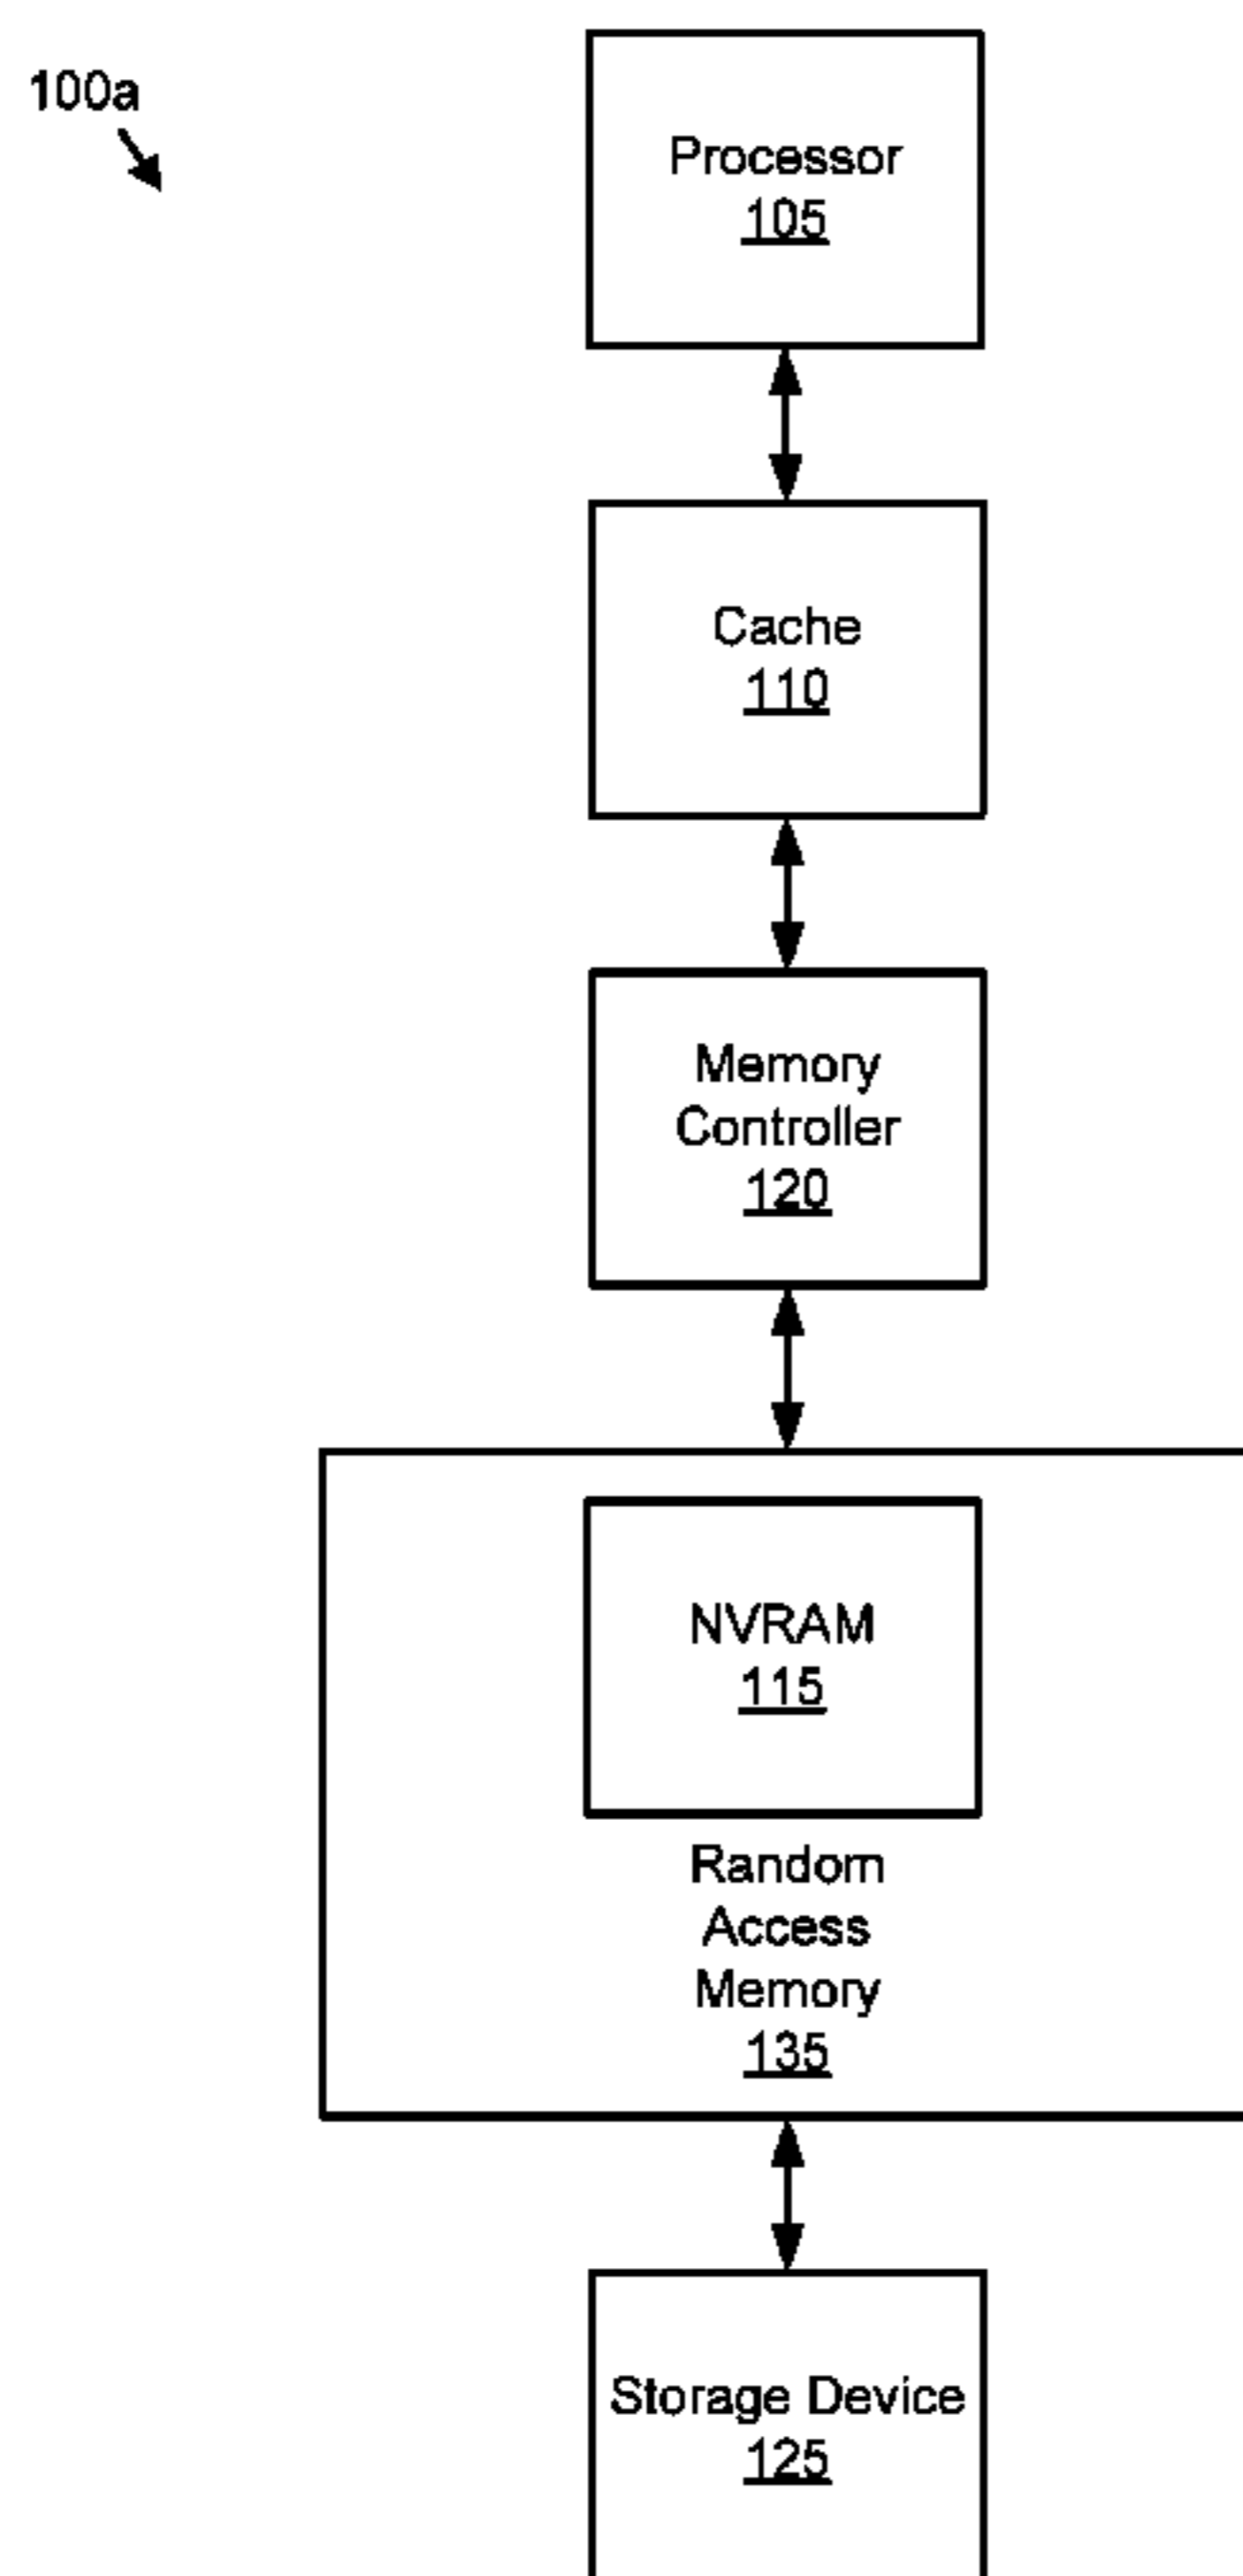 100a
Processor
105
Cache
110
Memory
Controller
120
NVRAM
115
Random
Access
Memory
135
Storage Device
125